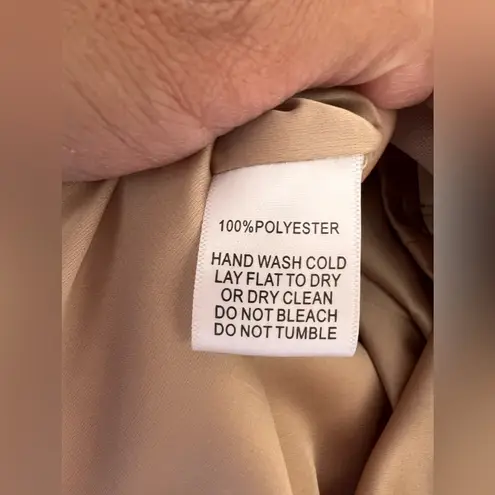 100%POLYESTER
HAND WASH COLD
LAY FLAT TO DRY
OR DRY CLEAN
DO NOT BLEACH
DO NOT TUMBLE